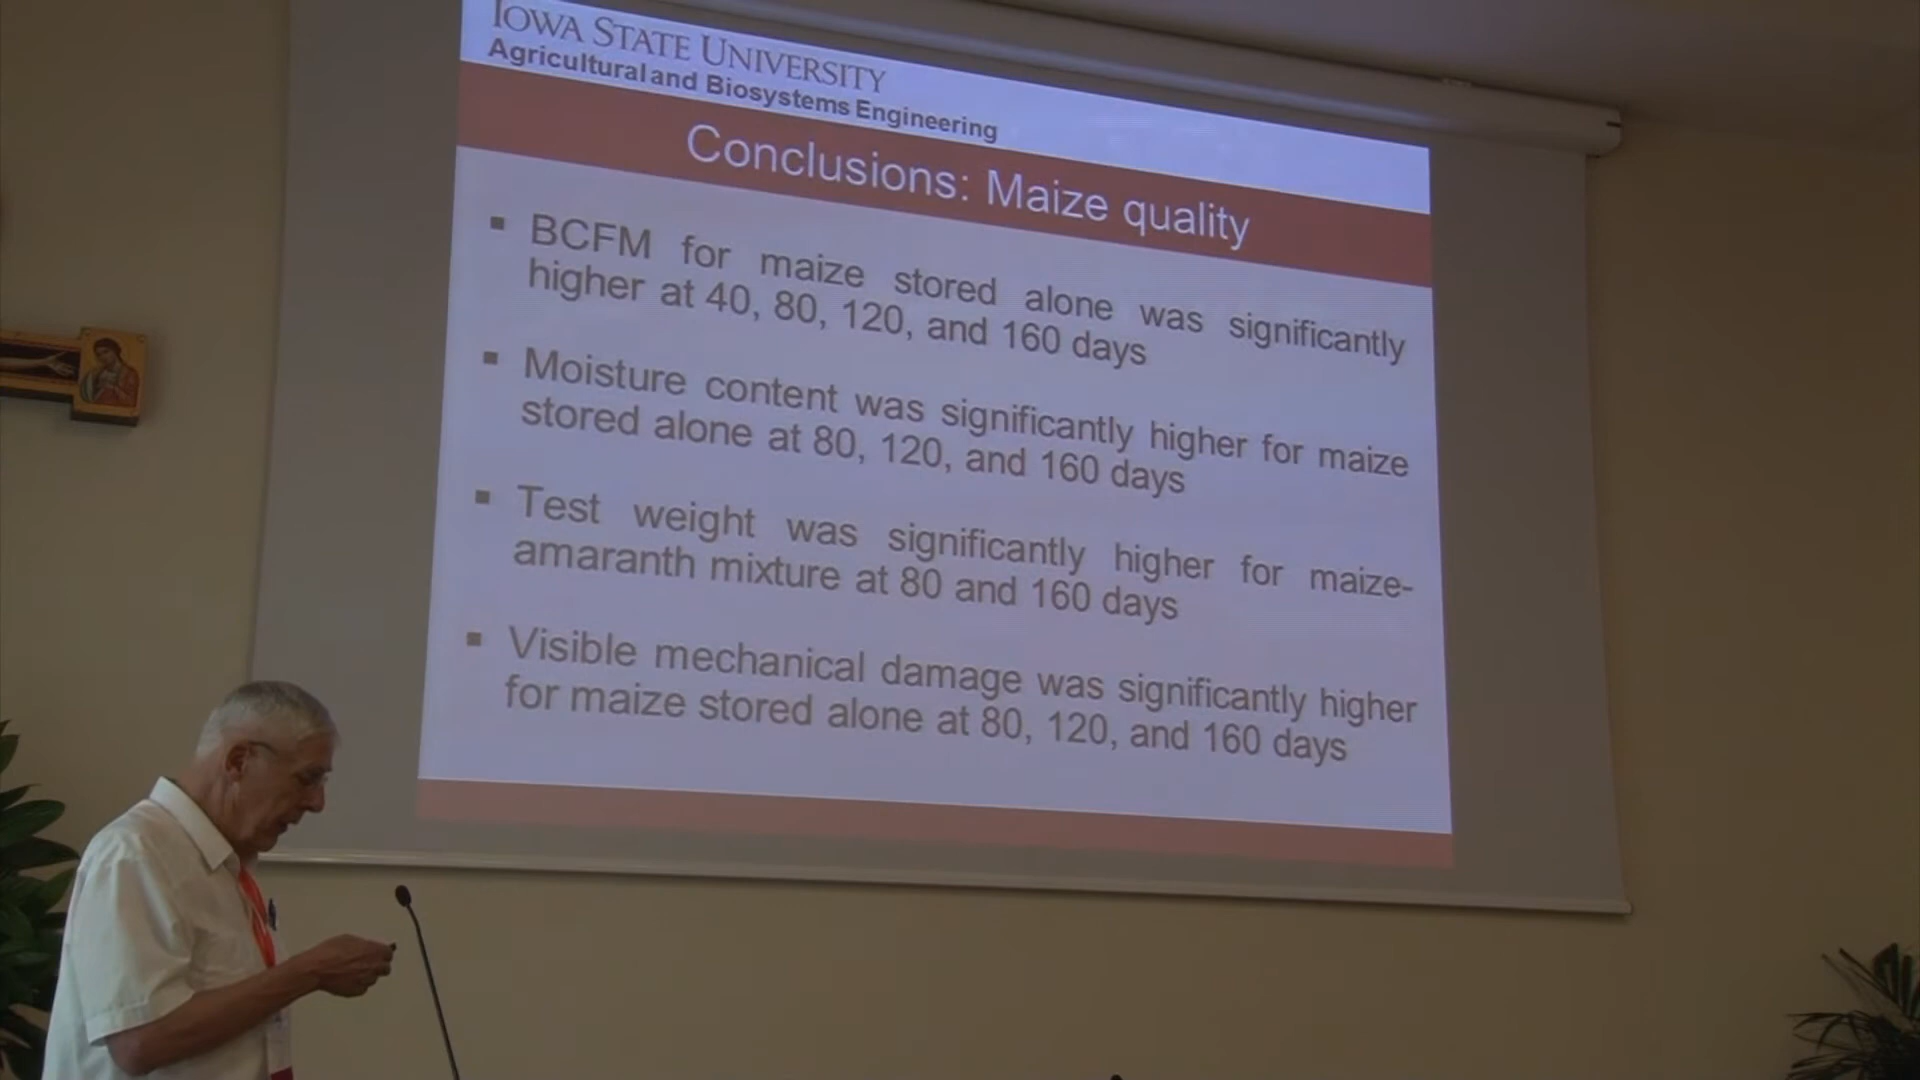 IOWA STATE UNIVERSITY
Agricultural and Biosystems Engineering
Conclusions: Maize quality
▪ BCFM for maize stored alone was significantly
higher at 40, 80, 120, and 160 days
▪ Moisture content was significantly higher for maize
stored alone at 80, 120, and 160 days
▪ Test weight was significantly higher for maize-
amaranth mixture at 80 and 160 days
▪ Visible mechanical damage was significantly higher
for maize stored alone at 80, 120, and 160 days